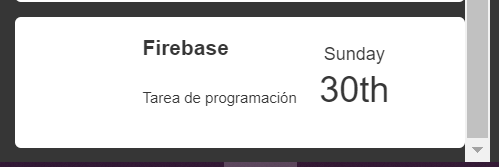 Firebase
Tarea de programación
Sunday
30th